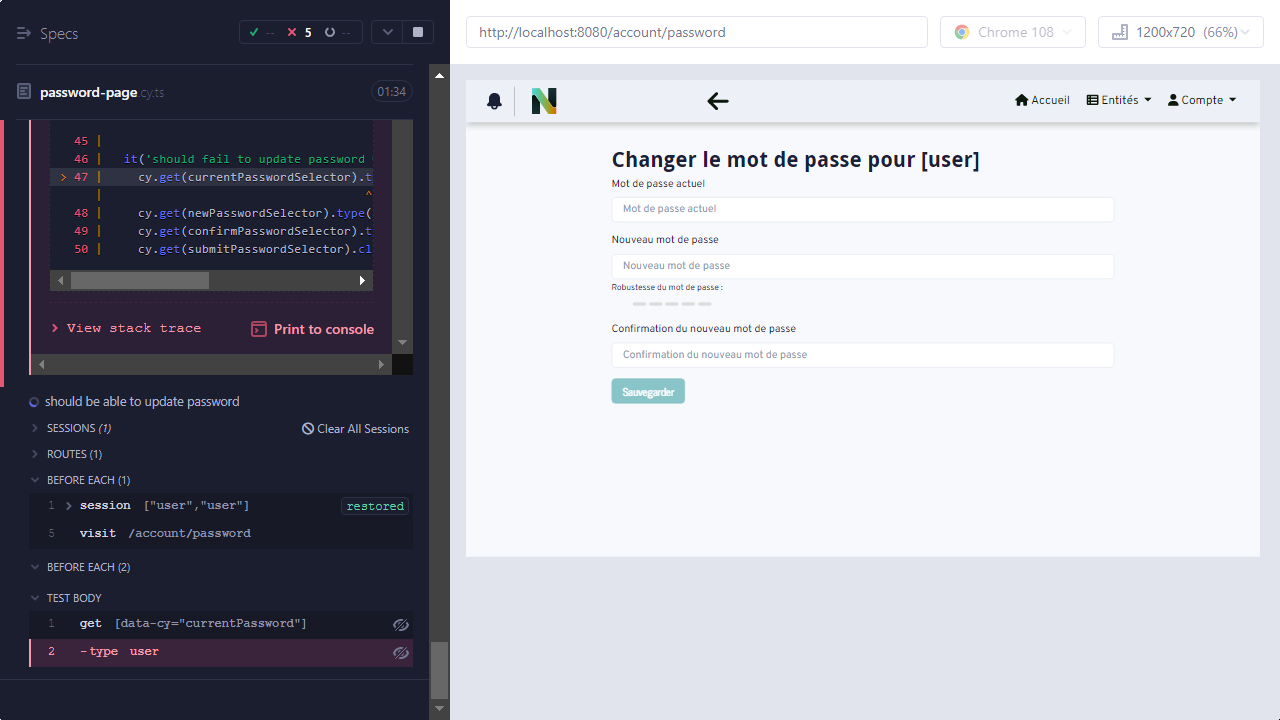 Specs
-- 5 --
password-page cy.ts 01:34
45 |
46 | it('should fail to update password
> 47 | cy.get(currentPasswordSelector).t
| ^
48 | cy.get(newPasswordSelector).type(
49 | cy.get(confirmPasswordSelector).t
50 | cy.get(submitPasswordSelector).cl
View stack trace
Print to console
should be able to update password
SESSIONS (1)
Clear All Sessions
ROUTES (1)
BEFORE EACH (1)
1 session ["user","user"] restored
5 visit /account/password
BEFORE EACH (2)
TEST BODY
1 get [data-cy="currentPassword"]
2 -type user
http://localhost:8080/account/password
Chrome 108
1200x720 (66%)
N
Accueil
Entités
Compte
Changer le mot de passe pour [user]
Mot de passe actuel
Mot de passe actuel
Nouveau mot de passe
Nouveau mot de passe
Robustesse du mot de passe :
Confirmation du nouveau mot de passe
Confirmation du nouveau mot de passe
Sauvegarder